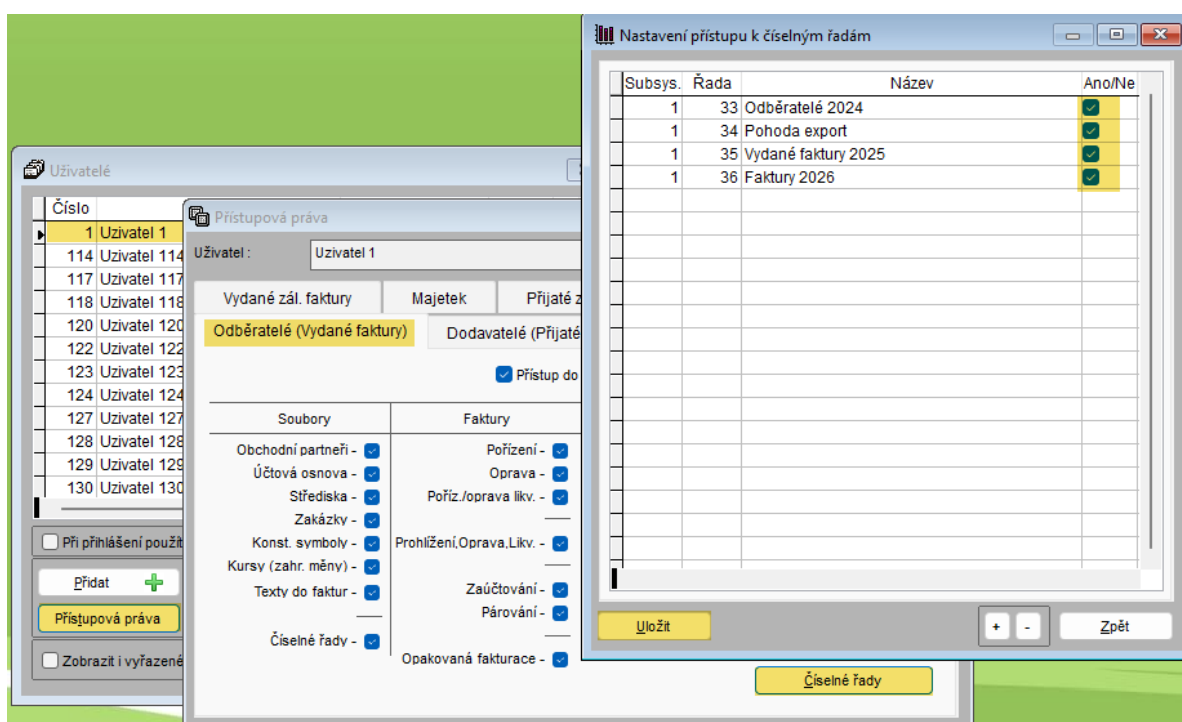 Nastavení přístupu k číselným řadám
Subsys. Řada Název Ano/Ne
1 33 Odběratelé 2024
1 34 Pohoda export
1 35 Vydané faktury 2025
1 36 Faktury 2026
Uložit + - Zpět
Uživatelé
Číslo
1 Uzivatel 1
114 Uzivatel 114
117 Uzivatel 117
118 Uzivatel 118
120 Uzivatel 120
122 Uzivatel 122
123 Uzivatel 123
124 Uzivatel 124
127 Uzivatel 127
128 Uzivatel 128
129 Uzivatel 129
130 Uzivatel 130
Při přihlášení použít
Přidat
Přístupová práva
Zobrazit i vyřazené
Přístupová práva
Uživatel : Uzivatel 1
Vydané zál. faktury Majetek Přijaté z
Odběratelé (Vydané faktury) Dodavatelé (Přijaté
Přístup do
Soubory Faktury
Obchodní partneři - Pořízení -
Účtová osnova - Oprava -
Střediska - Poříz./oprava likv. -
Zakázky -
Konst. symboly - Prohlížení,Oprava,Likv. -
Kursy (zahr. měny) -
Texty do faktur - Zaúčtování -
Párování -
Číselné řady -
Opakovaná fakturace -
Číselné řady